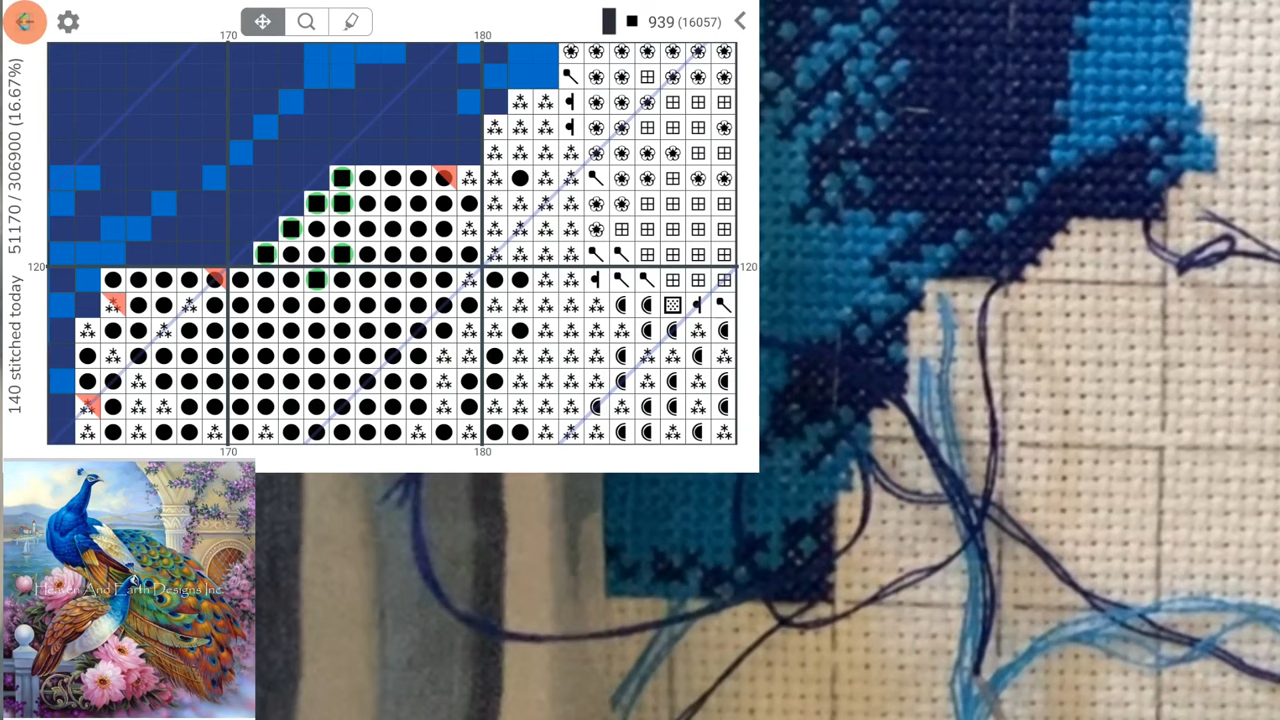 939 (16057)
170 180
51170 / 306900 (16.67%)
140 stitched today
120 120
170 180
Heaven And Earth Designs Inc.